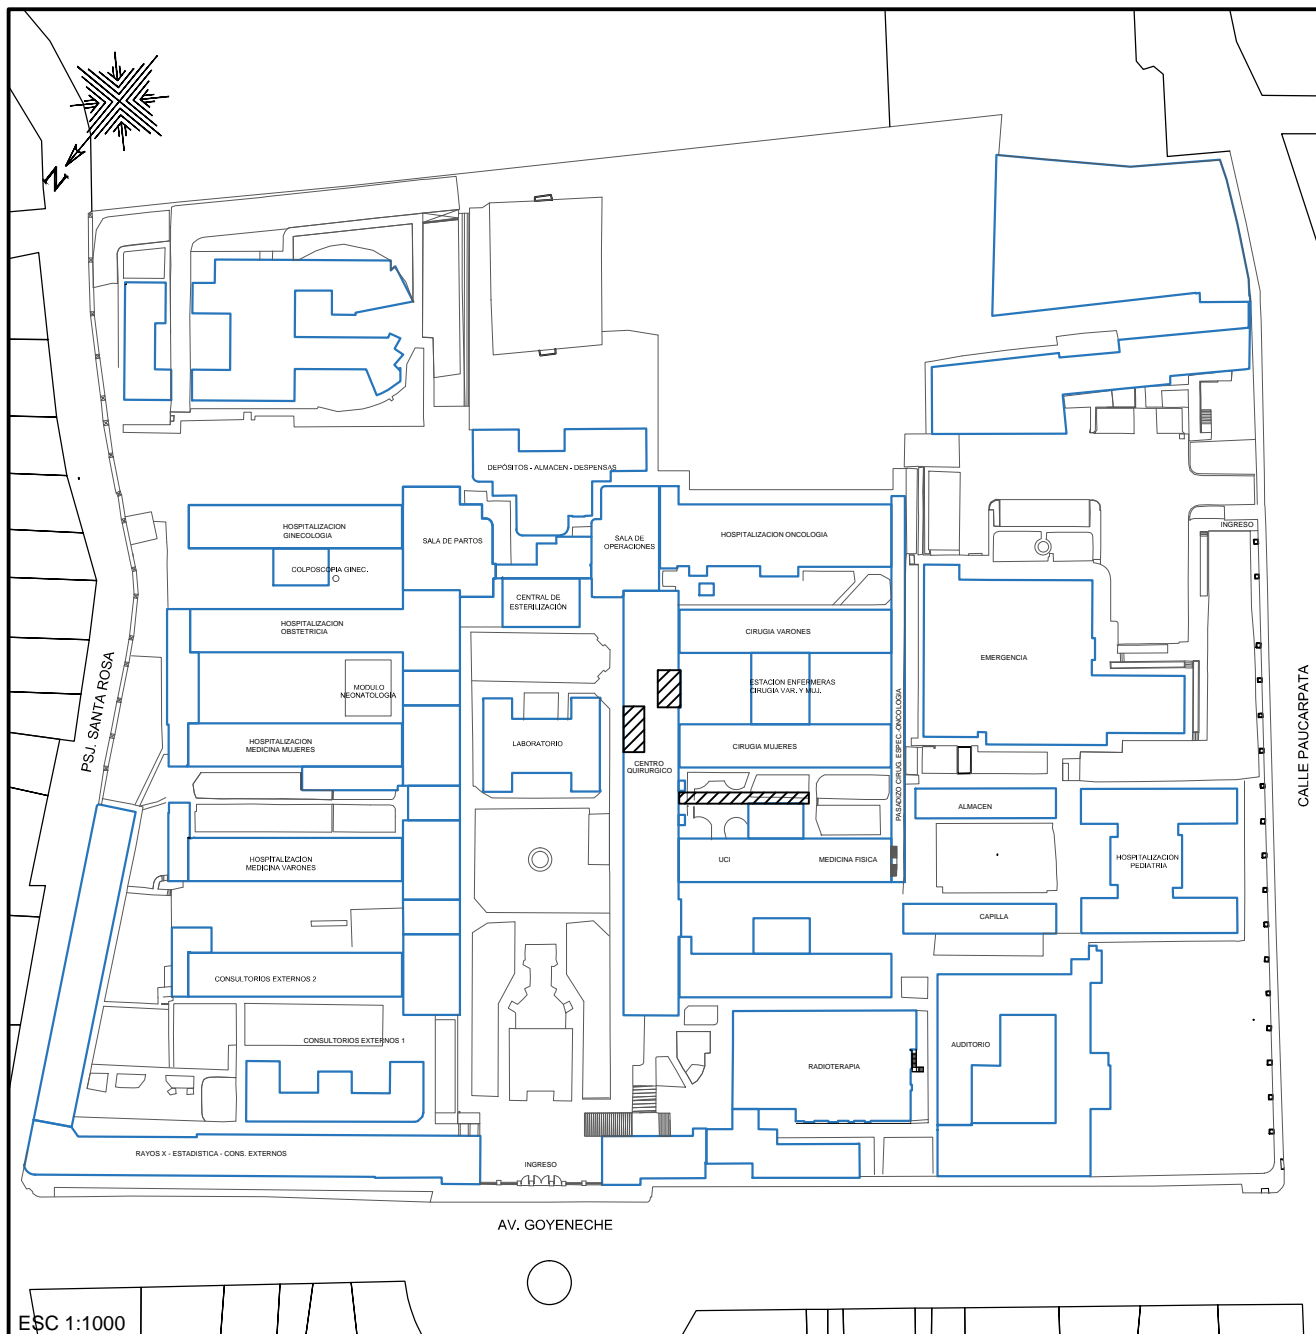 N
DEPÓSITOS - ALMACEN - DESPENSAS
HOSPITALIZACION
GINECOLOGIA
SALA DE PARTOS
SALA DE
OPERACIONES
HOSPITALIZACION ONCOLOGIA
INGRESO
COLPOSCOPIA GINEC.
CENTRAL DE
ESTERILIZACIÓN
HOSPITALIZACION
OBSTETRICIA
CIRUGIA VARONES
EMERGENCIA
MODULO
NEONATOLOGIA
ESTACION ENFERMERAS
CIRUGIA VAR. Y MUJ.
PSJ. SANTA ROSA
PASADIZO CIRUG. ESPEC.-ONCOLOGIA
CALLE PAUCARPATA
HOSPITALIZACION
MEDICINA MUJERES
LABORATORIO
CIRUGIA MUJERES
CENTRO
QUIRURGICO
ALMACEN
HOSPITALIZACIÓN
MEDICINA VARONES
UCI
MEDICINA FISICA
HOSPITALIZACIÓN
PEDIATRIA
CAPILLA
CONSULTORIOS EXTERNOS 2
CONSULTORIOS EXTERNOS 1
AUDITORIO
RADIOTERAPIA
RAYOS X - ESTADISTICA - CONS. EXTERNOS
INGRESO
AV. GOYENECHE
ESC 1:1000